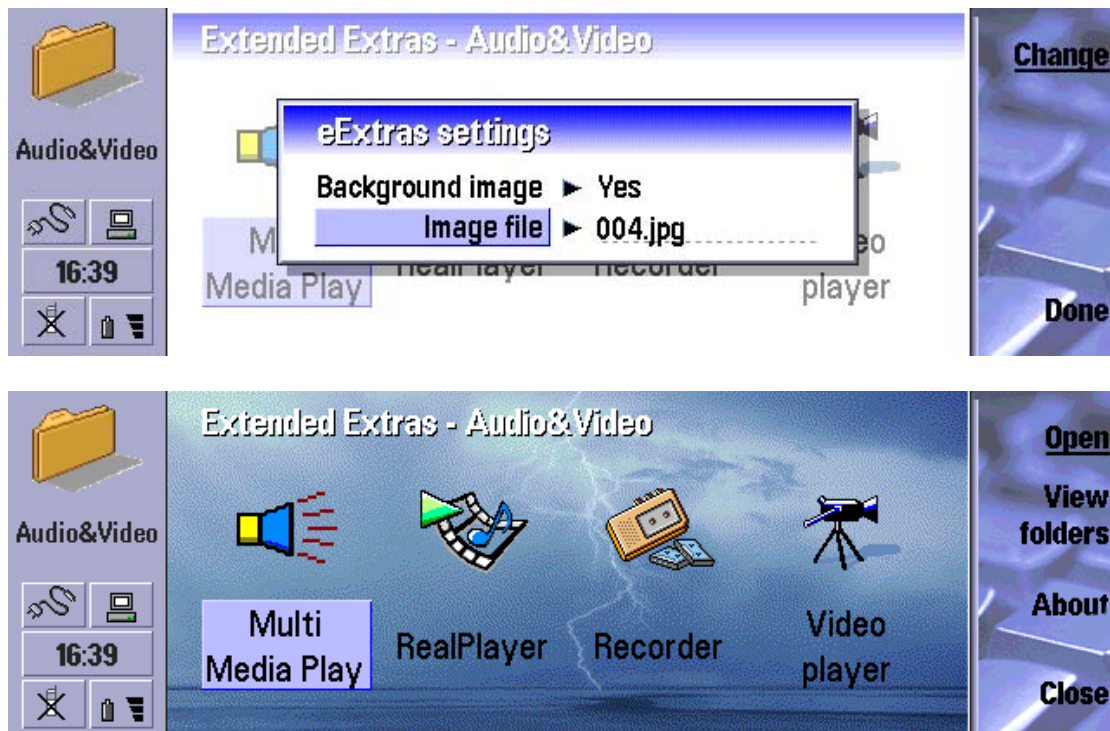 Extended Extras - Audio&Video
Change
eExtras settings
Audio&Video
Background image ► Yes
Image file ► 004.jpg
16:39
Media Play
player
Done
Extended Extras - Audio&Video
Open
View
folders
Audio&Video
About
Multi
Media Play
RealPlayer
Recorder
Video
player
16:39
Close